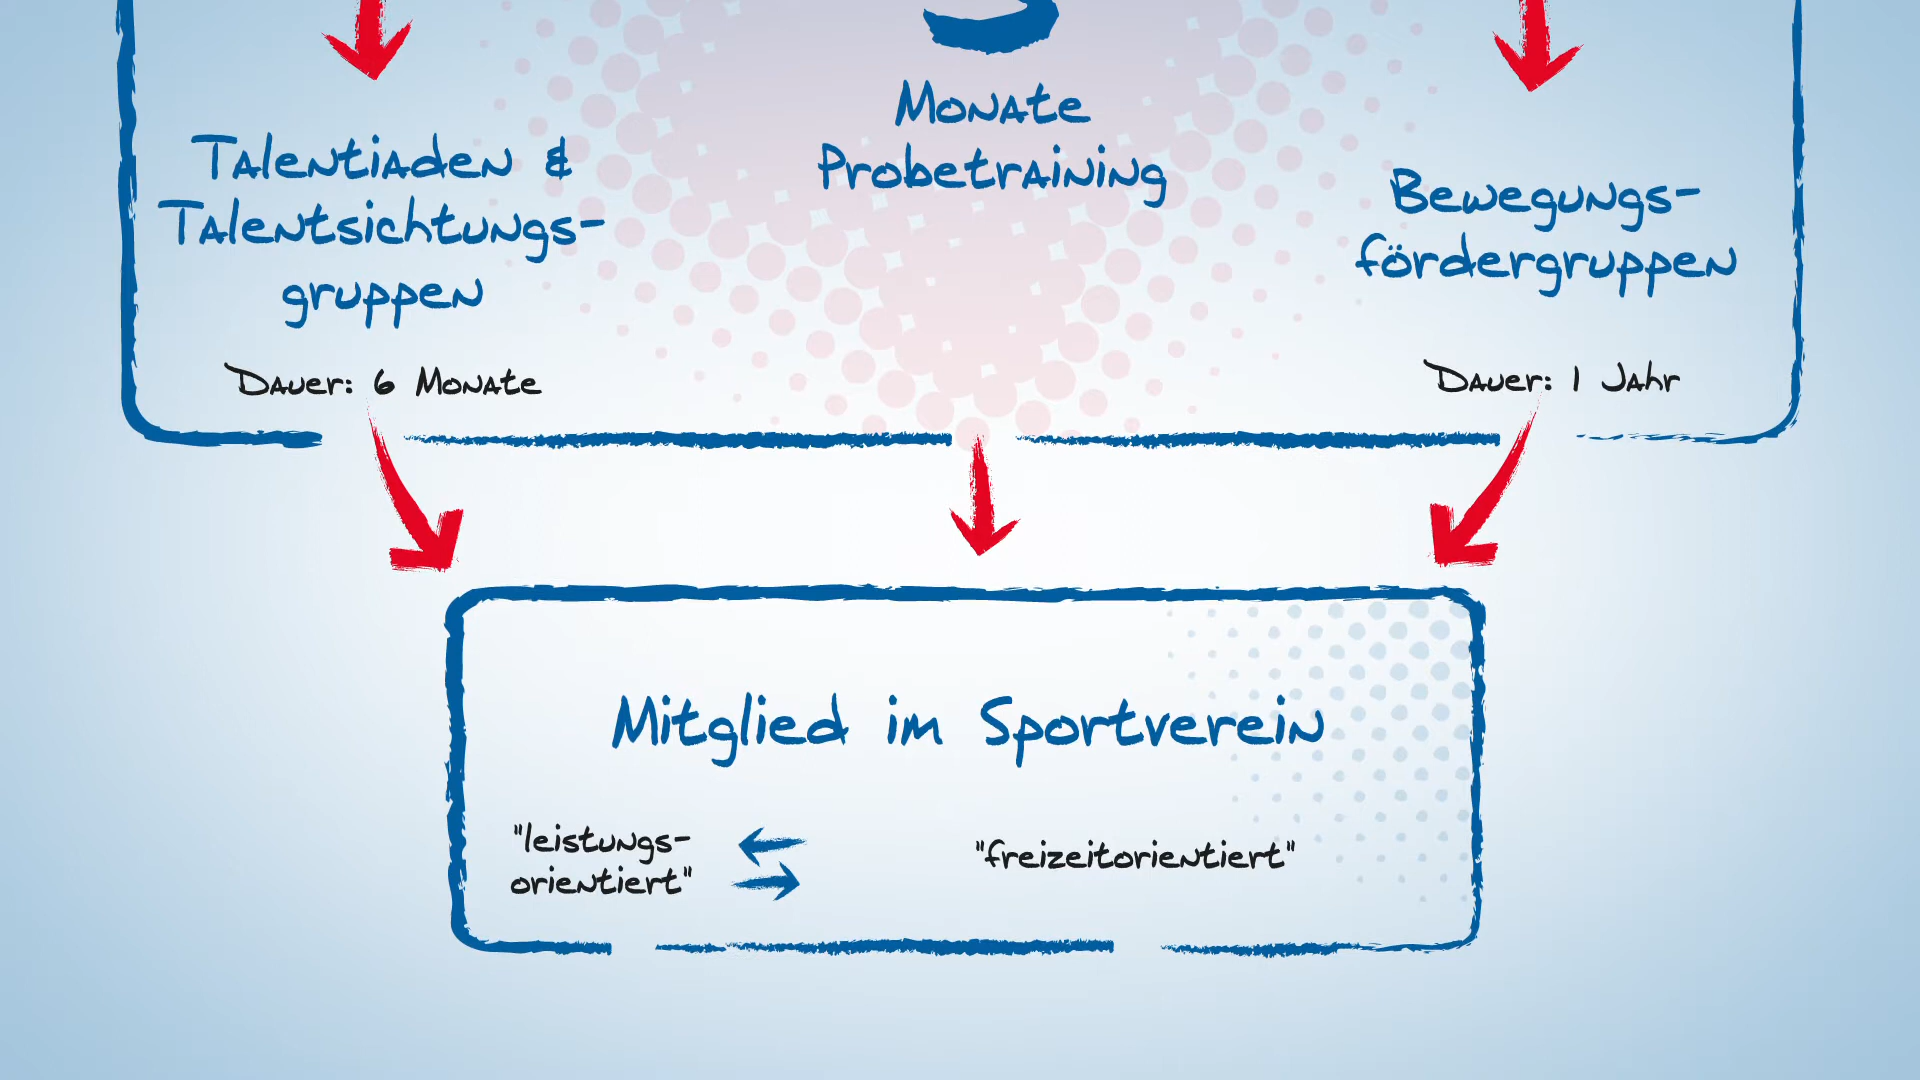 Monate
Probetraining
Talentiaden &
Talentsichtungs-
gruppen
Dauer: 6 Monate
Bewegungs-
fördergruppen
Dauer: 1 Jahr
Mitglied im Sportverein
"leistungs-
orientiert"
"freizeitorientiert"